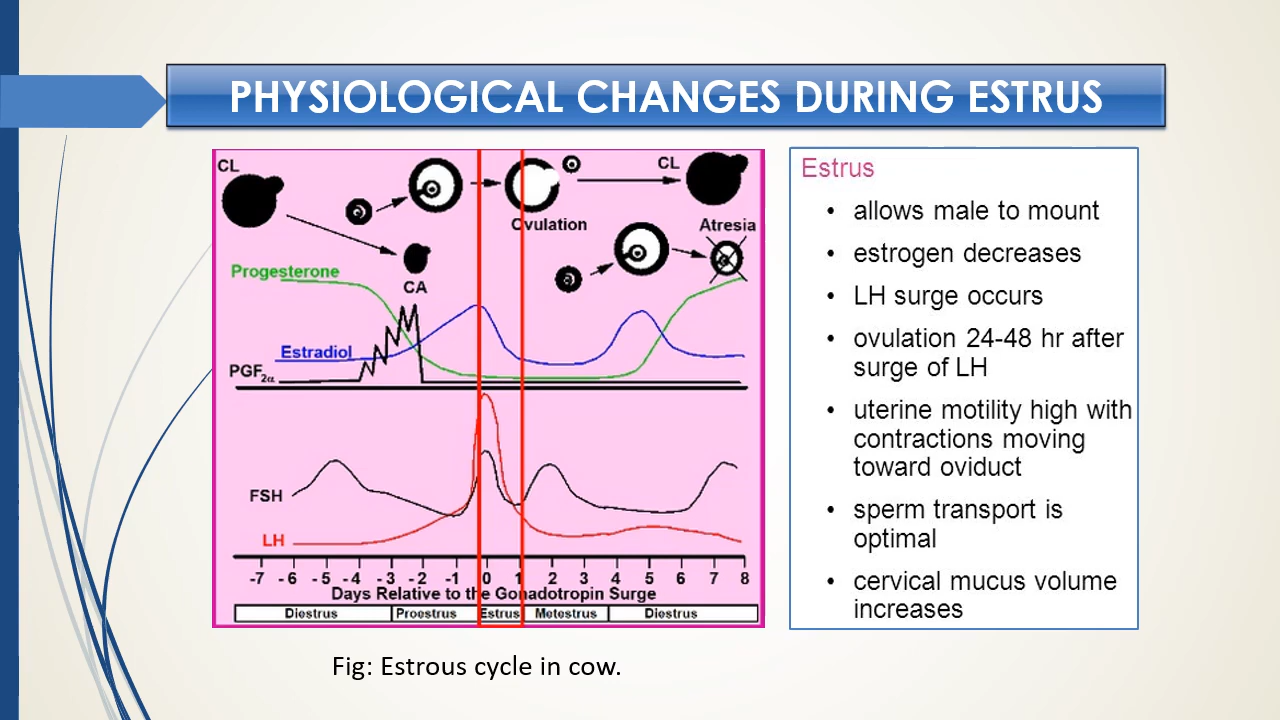 PHYSIOLOGICAL CHANGES DURING ESTRUS
CL
CL
Ovulation
Atresia
Progesterone
CA
Estradiol
PGF2α
FSH
LH
-7 -6 -5 -4 -3 -2 -1 0 1 2 3 4 5 6 7 8
Days Relative to the Gonadotropin Surge
Diestrus Proestrus Estrus Metestrus Diestrus
Estrus
• allows male to mount
• estrogen decreases
• LH surge occurs
• ovulation 24-48 hr after
surge of LH
• uterine motility high with
contractions moving
toward oviduct
• sperm transport is
optimal
• cervical mucus volume
increases
Fig: Estrous cycle in cow.